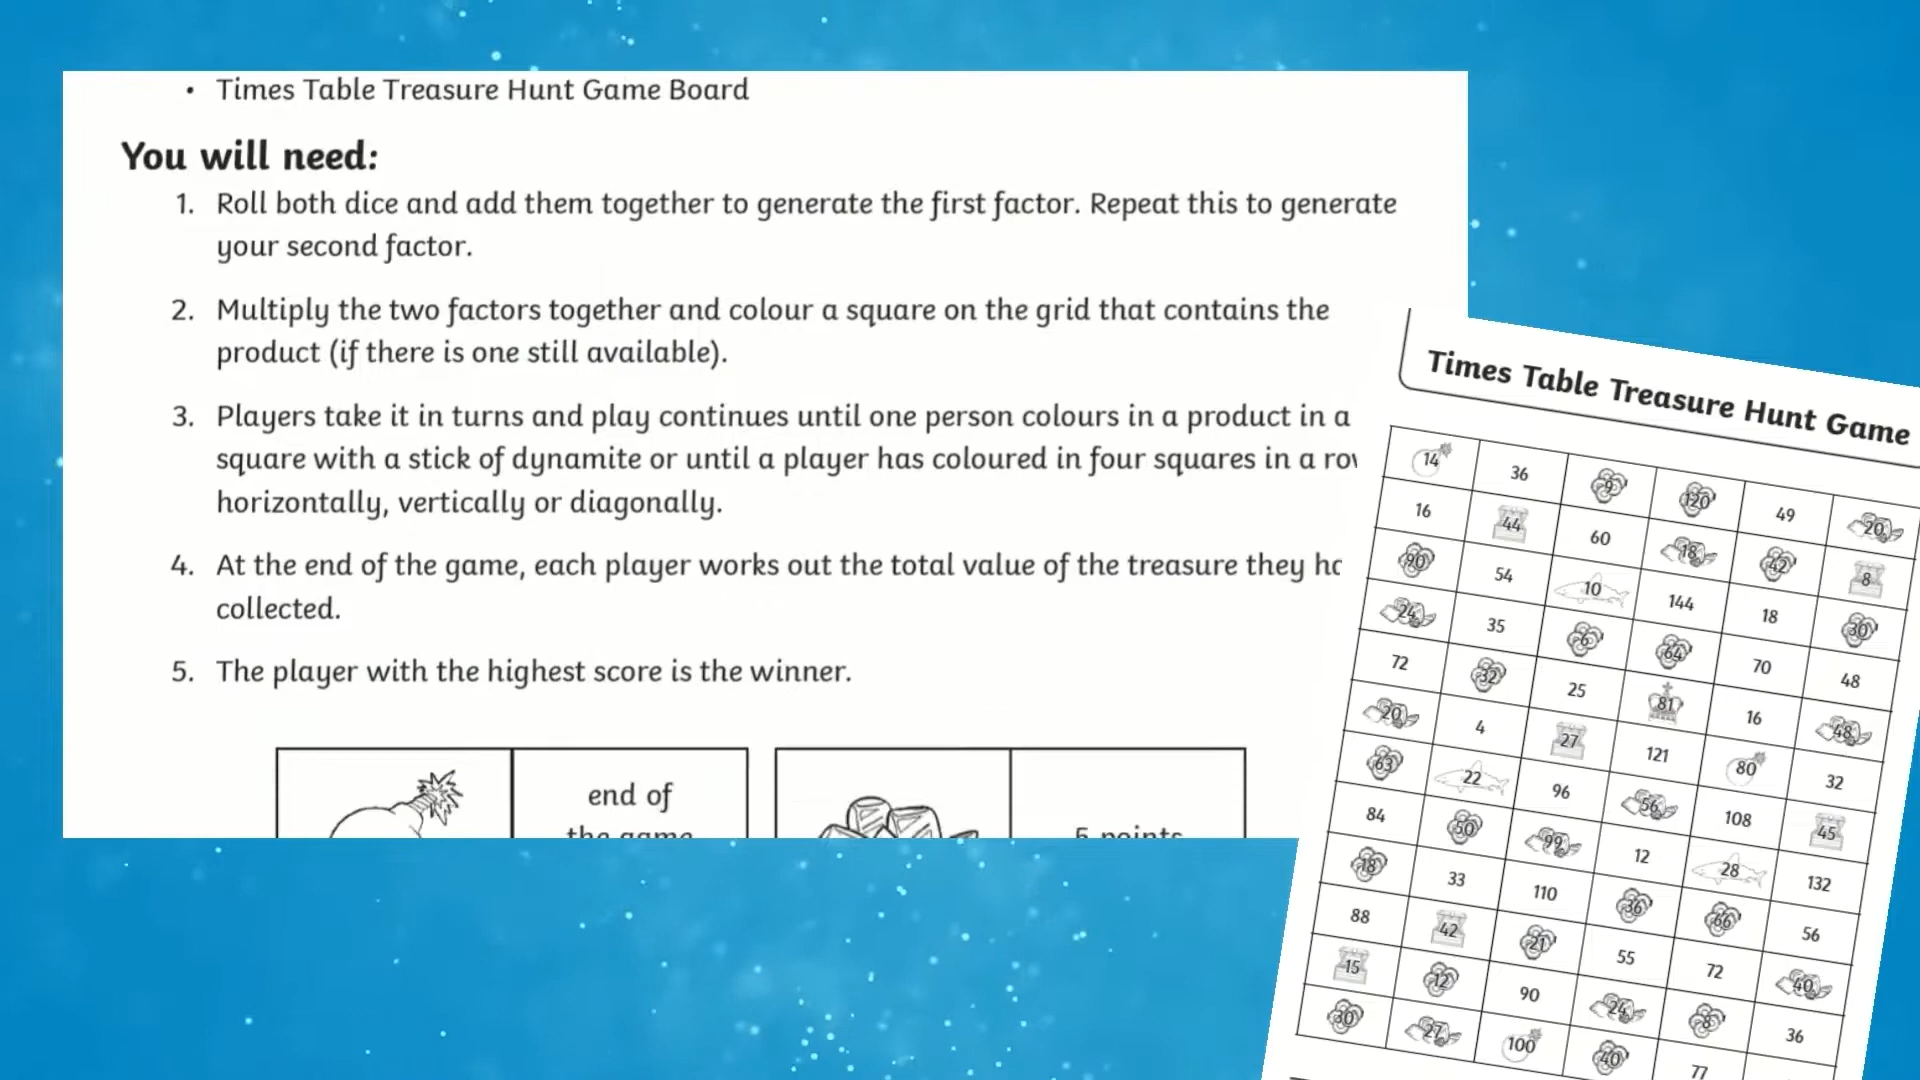 • Times Table Treasure Hunt Game Board
You will need:
1. Roll both dice and add them together to generate the first factor. Repeat this to generate
your second factor.
2. Multiply the two factors together and colour a square on the grid that contains the
product (if there is one still available).
3. Players take it in turns and play continues until one person colours in a product in a
square with a stick of dynamite or until a player has coloured in four squares in a
horizontally, vertically or diagonally.
4. At the end of the game, each player works out the total value of the treasure they
collected.
5. The player with the highest score is the winner.
end of
the game
5 points
Times Table Treasure Hunt Game
14 36 9 120 49 20
16 44 60 18 42 8
90 54 10 144 18 30
24 35 6 64 70 48
72 32 25 81 16 48
20 4 27 121 80 32
63 22 96 56 108 45
84 50 99 12 28 132
18 33 110 36 66 56
88 42 21 55 72 40
15 12 90 24 8 36
30 27 100 40 77